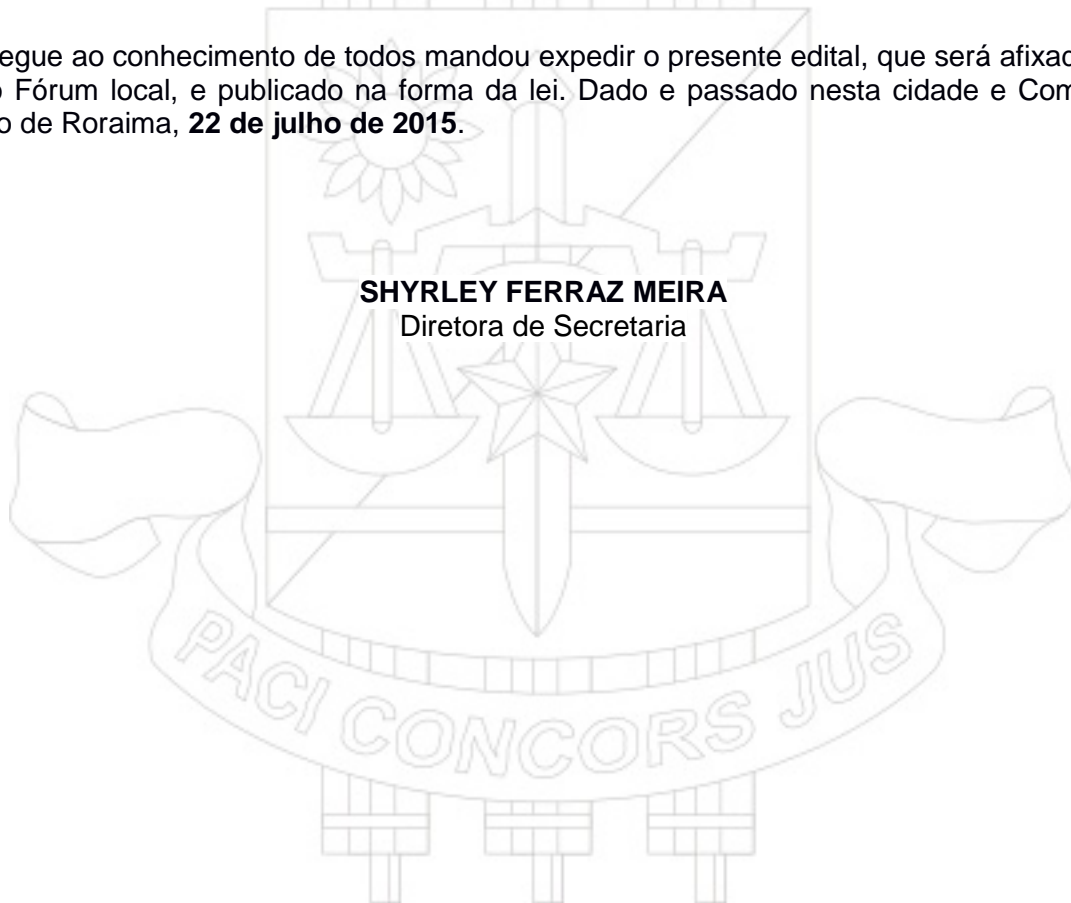 egue ao conhecimento de todos mandou expedir o presente edital, que será afixad
Fórum local, e publicado na forma da lei. Dado e passado nesta cidade e Com
o de Roraima, 22 de julho de 2015.
SHYRLEY FERRAZ MEIRA
Diretora de Secretaria
PACI CONCORS JUS